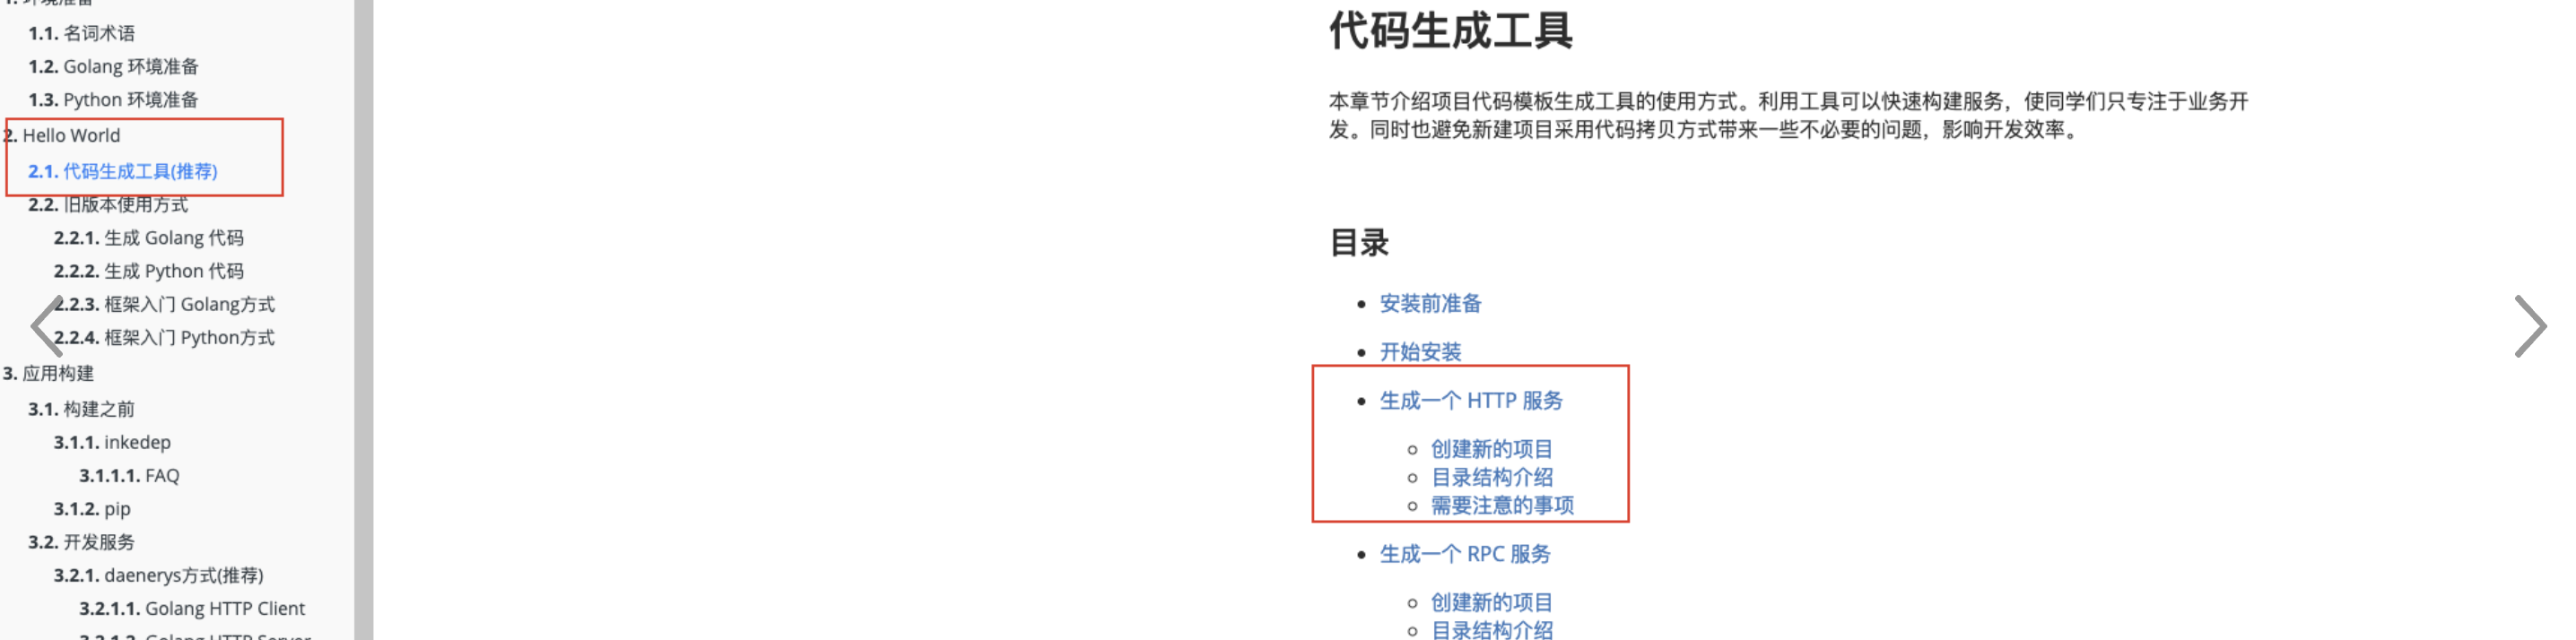 1. 环境准备
1.1. 名词术语
1.2. Golang 环境准备
1.3. Python 环境准备
2. Hello World
2.1. 代码生成工具(推荐)
2.2. 旧版本使用方式
2.2.1. 生成 Golang 代码
2.2.2. 生成 Python 代码
2.2.3. 框架入门 Golang方式
2.2.4. 框架入门 Python方式
3. 应用构建
3.1. 构建之前
3.1.1. inkedep
3.1.1.1. FAQ
3.1.2. pip
3.2. 开发服务
3.2.1. daenerys方式(推荐)
3.2.1.1. Golang HTTP Client
3.2.1.2. Golang HTTP Server
代码生成工具
本章节介绍项目代码模板生成工具的使用方式。利用工具可以快速构建服务，使同学们只专注于业务开
发。同时也避免新建项目采用代码拷贝方式带来一些不必要的问题，影响开发效率。
目录
安装前准备
开始安装
生成一个 HTTP 服务
创建新的项目
目录结构介绍
需要注意的事项
生成一个 RPC 服务
创建新的项目
目录结构介绍